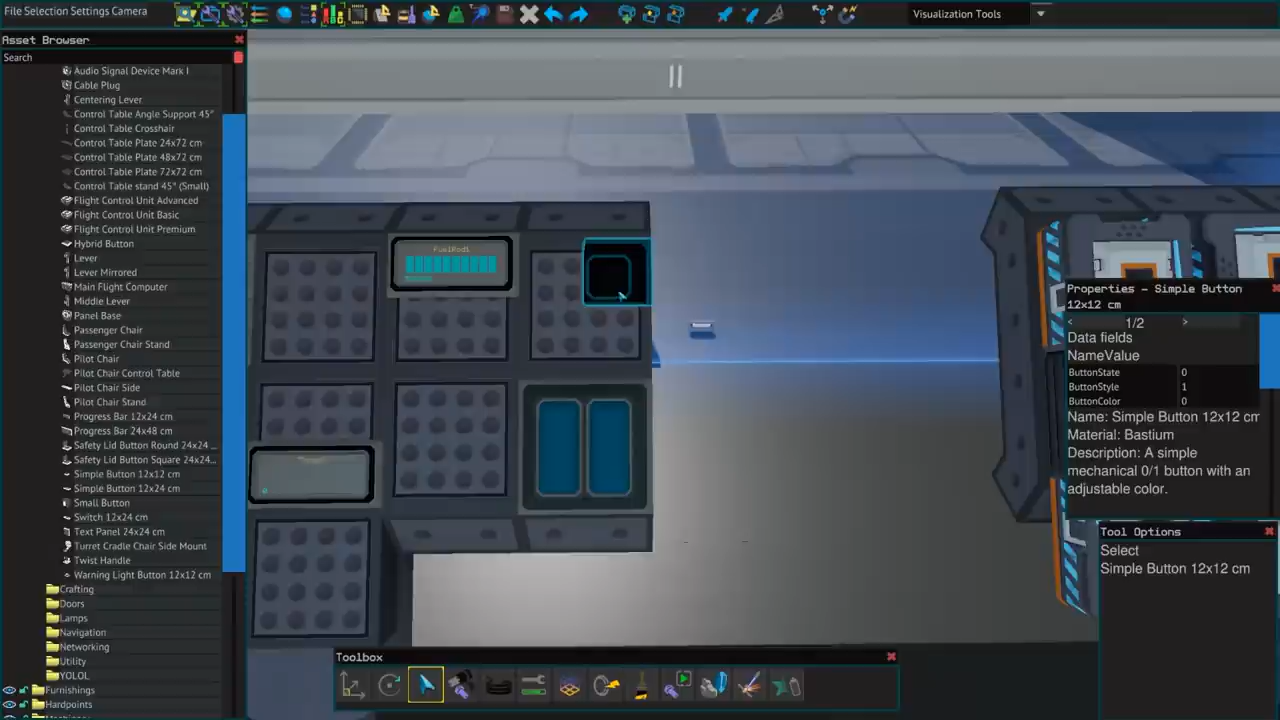 File Selection Settings Camera
Visualization Tools
Asset Browser
Search
Audio Signal Device Mark I
Cable Plug
Centering Lever
Control Table Angle Support 45°
Control Table Crosshair
Control Table Plate 24x72 cm
Control Table Plate 48x72 cm
Control Table Plate 72x72 cm
Control Table stand 45° (Small)
Flight Control Unit Advanced
Flight Control Unit Basic
Flight Control Unit Premium
Hybrid Button
Lever
Lever Mirrored
Main Flight Computer
Middle Lever
Panel Base
Passenger Chair
Passenger Chair Stand
Pilot Chair
Pilot Chair Control Table
Pilot Chair Side
Pilot Chair Stand
Progress Bar 12x24 cm
Progress Bar 24x48 cm
Safety Lid Button Round 24x24 ...
Safety Lid Button Square 24x24...
Simple Button 12x12 cm
Simple Button 12x24 cm
Small Button
Switch 12x24 cm
Text Panel 24x24 cm
Turret Cradle Chair Side Mount
Twist Handle
Warning Light Button 12x12 cm
Crafting
Doors
Lamps
Navigation
Networking
Utility
YOLOL
Furnishings
Hardpoints
FuelRod1
Properties - Simple Button
12x12 cm
< 1/2 >
Data fields
NameValue
ButtonState 0
ButtonStyle 1
ButtonColor 0
Name: Simple Button 12x12 cm
Material: Bastium
Description: A simple
mechanical 0/1 button with an
adjustable color.
Tool Options
Select
Simple Button 12x12 cm
Toolbox